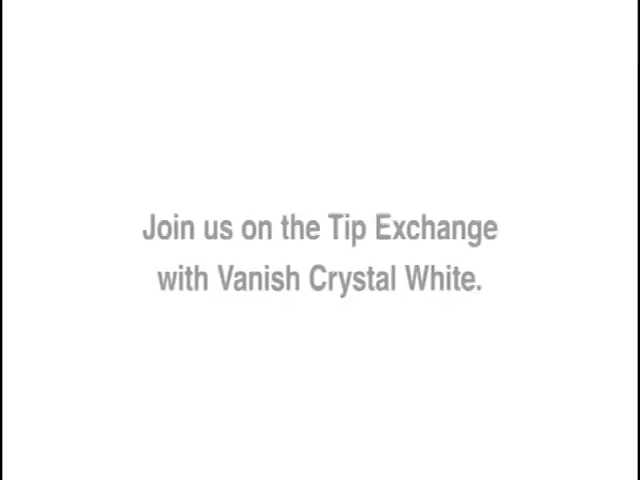 Join us on the Tip Exchange
with Vanish Crystal White.